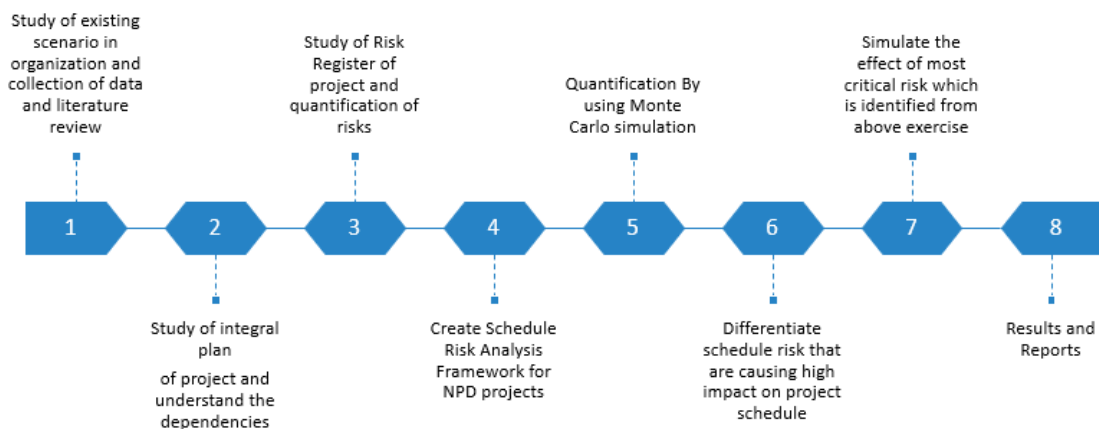 Study of existing
scenario in
organization and
collection of data
and literature
review
Study of Risk
Register of
project and
quantification of
risks
Quantification By
using Monte
Carlo simulation
Simulate the
effect of most
critical risk which
is identified from
above exercise
1
2
3
4
5
6
7
8
Study of integral
plan
of project and
understand the
dependencies
Create Schedule
Risk Analysis
Framework for
NPD projects
Differentiate
schedule risk that
are causing high
impact on project
schedule
Results and
Reports